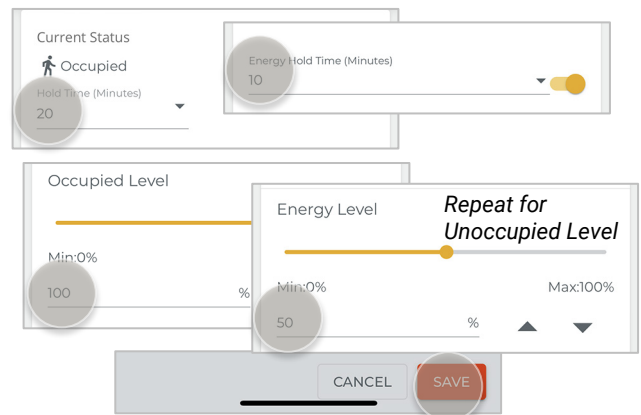 Current Status
Occupied
Hold Time (Minutes)
20
Energy Hold Time (Minutes)
10
Occupied Level
Min:0%
100 %
Energy Level
Repeat for
Unoccupied Level
Min:0% Max:100%
50 %
CANCEL SAVE